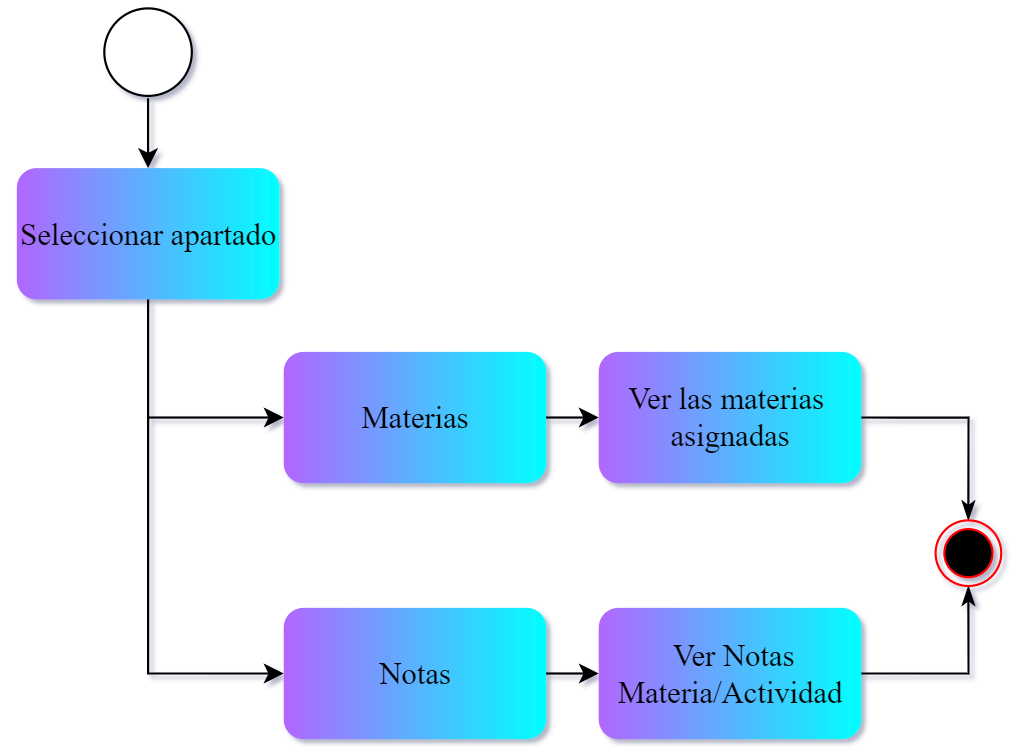 Seleccionar apartado
Materias
Ver las materias
asignadas
Notas
Ver Notas
Materia/Actividad